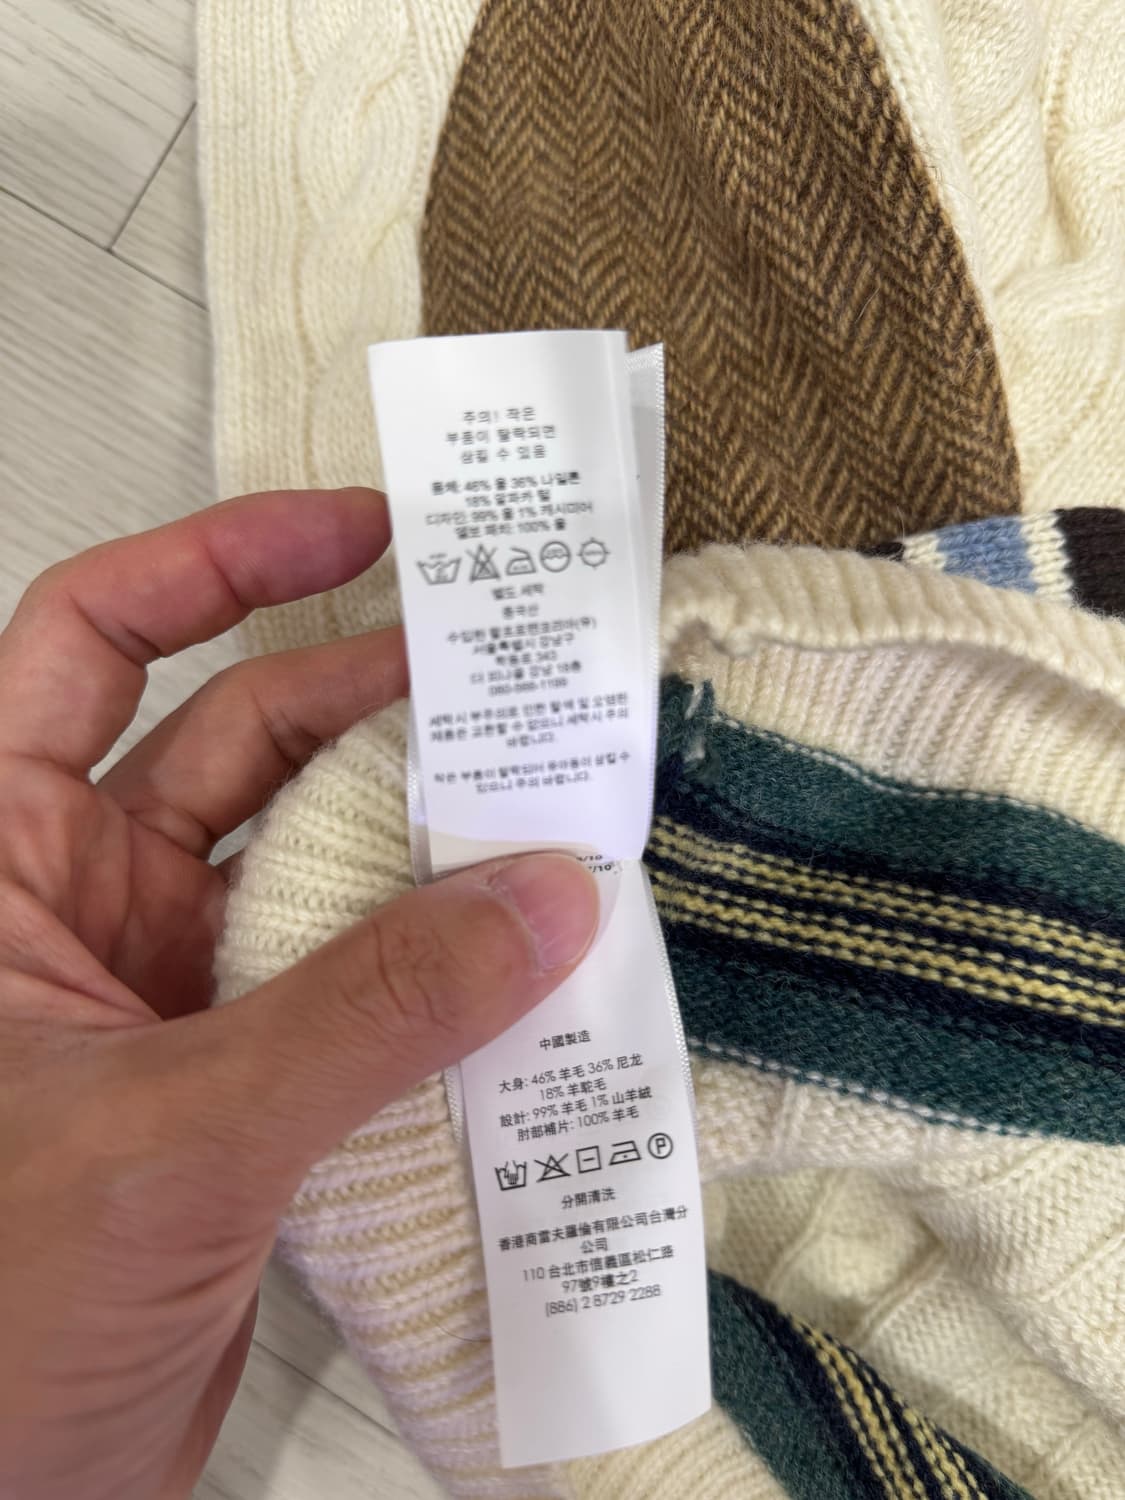 주의! 작은
부품이 탈락되면
삼킬 수 있음
몸체: 46% 울 36% 나일론
18% 알파카 털
디자인: 99% 울 1% 캐시미어
엘보 패치: 100% 울
별도 세탁
중국산
수입원 랄프로렌코리아(유)
서울특별시 강남구
학동로 343
더 피나클 강남 18층
세탁시 부주의로 인한 탈색 및 오염된
제품은 교환할 수 없으니 세탁시 주의
바랍니다.
작은 부품이 탈락되어 유아동이 삼킬 수
있으니 주의 바랍니다.
中國製造
大身: 46% 羊毛 36% 尼龙
18% 羊駝毛
設計: 99% 羊毛 1% 山羊絨
肘部補片: 100% 羊毛
P
分開清洗
香港商雷夫羅倫有限公司台灣分
公司
110 台北市信義區松仁路
97號9樓之2
(886) 2 8729 2288